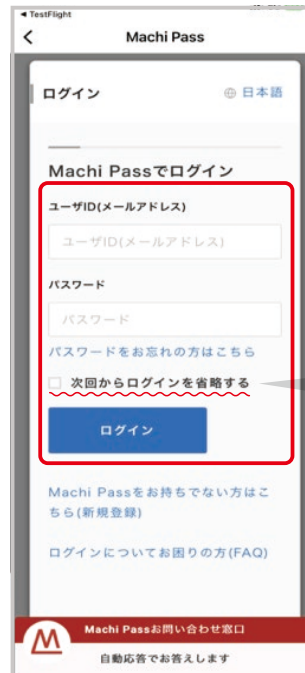 ◀ TestFlight
Machi Pass
ログイン
日本語
Machi Passでログイン
ユーザID(メールアドレス)
ユーザID(メールアドレス)
パスワード
パスワード
パスワードをお忘れの方はこちら
次回からログインを省略する
ログイン
Machi Passをお持ちでない方はこ
ちら(新規登録)
ログインについてお困りの方(FAQ)
Machi Passお問い合わせ窓口
自動応答でお答えします